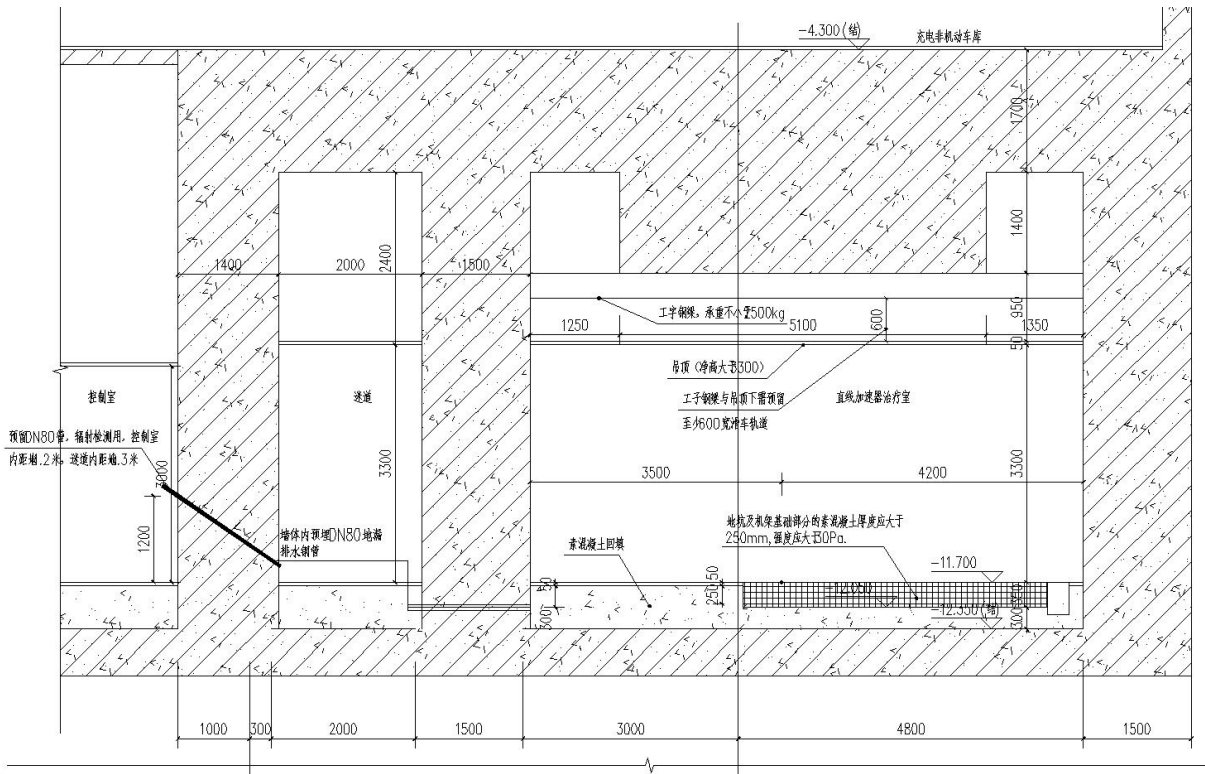 -4.300(结)
充电非机动车库
1700
1400
2400
1400
2000
1500
950
工字钢梁，承重不小于2500kg
600
1250
5100
1350
50
吊顶（净高大于3300）
控制室
迷道
工子钢梁与吊顶下需预留
至少600宽滑车轨道
直线加速器治疗室
预留DN80管，辐射检测用，控制室
内距地1.2米，迷道内距地.3米
3000
3300
3500
4200
3300
1200
墙体内预埋DN80地漏
排水钢管
素混凝土回填
地坑及机架基础部分的素混凝土厚度应大于
250mm,强度应大于30Pa.
-11.700
50
300
250
50
-12.050
-12.350(结)
300
1000
300
2000
1500
3000
4800
1500